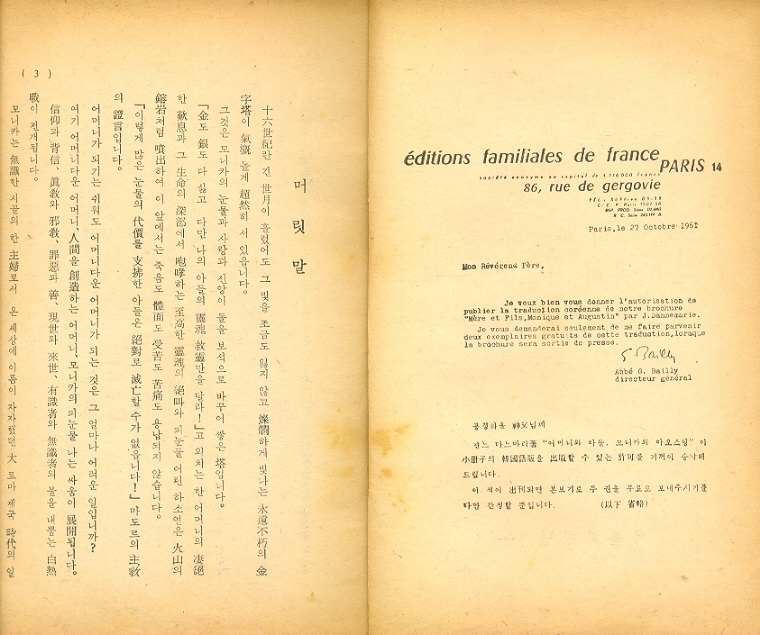 éditions familiales de france PARIS 14
société anonyme au capital de
86, rue de gergovie
Paris, le 27 Octobre 1961
Mon Révérend Père,
Je veux bien vous donner l'autorisation de
publier la traduction coréenne de notre brochure
"Mère et Fils, Monique et Augustin" par J.Dannemarie.
Je vous demanderai seulement de me faire parvenir
deux exemplaires gratuits de cette traduction, lorsque
la brochure sera sortie de presse.
G Bailly
Abbé G. Bailly
directeur général
공경하올 神父님께
잔느 다느마리著 "어머니와 아들, 모니카와 아오스딩" 이
小冊子의 韓國語版을 出版할 수 있는 許可를 기꺼이 승낙해
드립니다.
이 책이 出刊되면 본보기로 두 권을 무료로 보내주시기를
다만 간청할 뿐입니다. (以下 省略)
머 릿 말
十六世紀란 긴 世月이 흘렀어도 그 빛을 조금도 잃지 않고 燦爛하게 빛나는 永遠不朽의 金
字塔이 높게 超然히 서 있읍니다.
그것은 모니카의 눈물과 사랑과 신앙이 돌을 보석으로 바꾸어 쌓은 塔입니다.
「金도 銀도 다 싫고 다만 나의 아들의 靈魂 救靈만을 달라!」고 외치는 한 어머니의 凄絶
한 歎息과 그 生命의 深部에서 咆哮하는 至高한 靈魂의 絕叫와 피눈물 어린 하소연은 火山의
鎔岩처럼 噴出하여 이 앞에서는 죽음도 體面도 受苦도 苦痛도 용납되지 않습니다.
「이렇게 많은 눈물의 代價를 支拂한 아들은 絕對로 滅亡할 수가 없읍니다!」 마도르의 主敎
의 證言입니다.
어머니가 되기는 쉬워도 어머니다운 어머니가 되는 것은 그 얼마나 어려운 일입니까?
여기 어머니다운 어머니, 人間을 創造하는 어머니, 모니카의 피눈물 나는 싸움이 展開됩니다.
信仰과 背信、眞敎와 邪敎、罪惡과 善、現世와 來世、有識者와 無識者의 불을 내뿜는 白熱
戰이 전개됩니다.
모니카는 無識한 시골의 한 主婦로서 온 세상에 이름이 자자했던 大 로마 제국 時代의 일
( 3 )